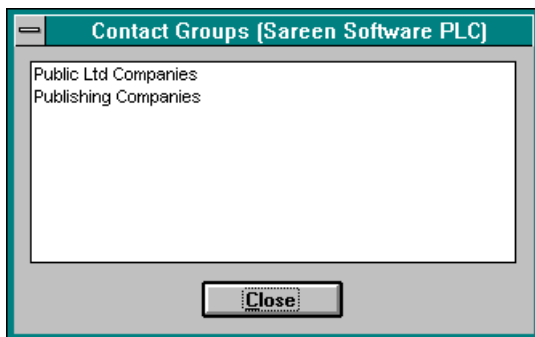 Contact Groups (Sareen Software PLC)
Public Ltd Companies
Publishing Companies
Close